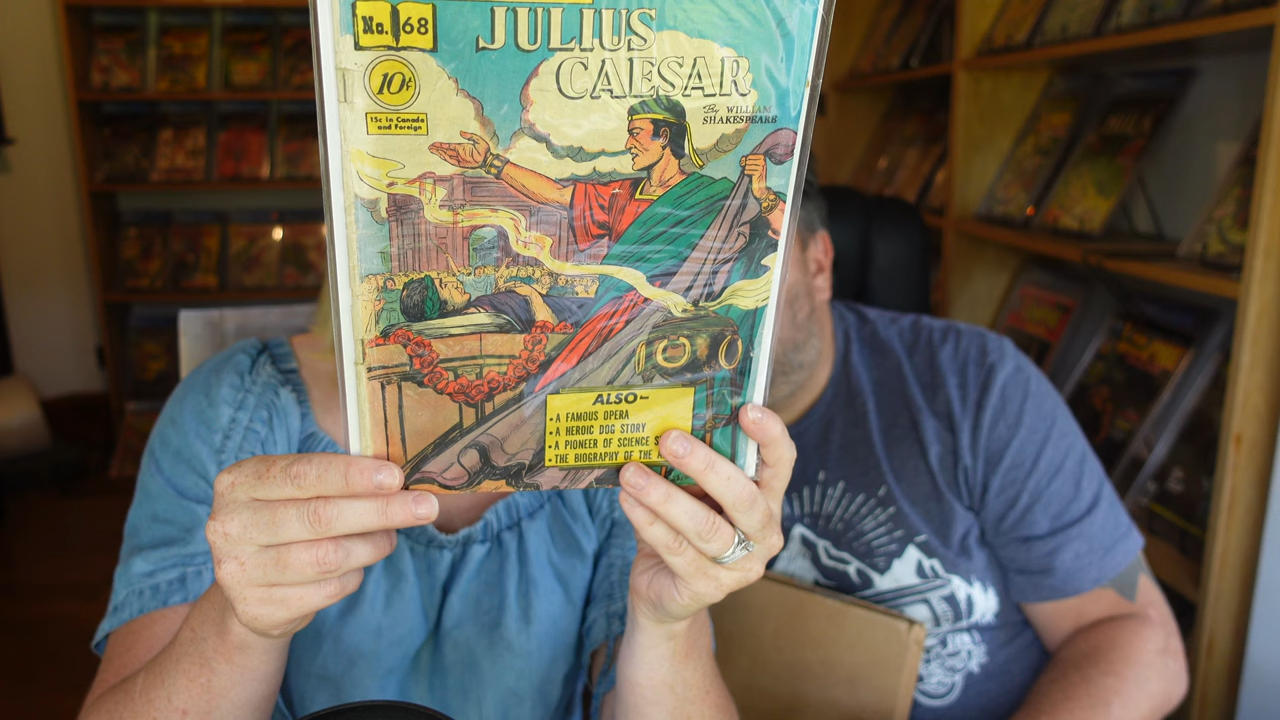 No. 68
JULIUS
CAESAR
10¢
15c in Canada
and Foreign
By WILLIAM
SHAKESPEARE
ALSO—
• A FAMOUS OPERA
• A HEROIC DOG STORY
• A PIONEER OF SCIENCE
• THE BIOGRAPHY OF THE